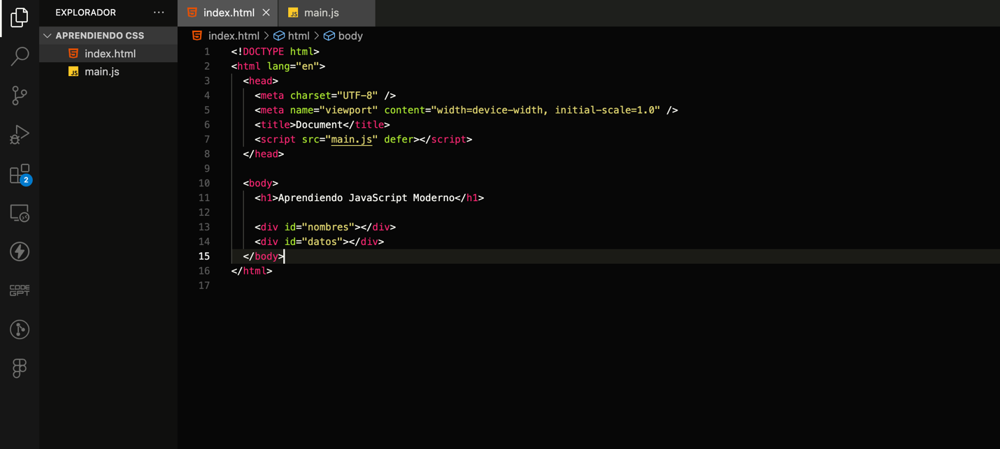 EXPLORADOR ···
index.html
main.js
APRENDIENDO CSS
index.html
main.js
index.html > html > body
1 <!DOCTYPE html>
2 <html lang="en">
3 <head>
4 <meta charset="UTF-8" />
5 <meta name="viewport" content="width=device-width, initial-scale=1.0" />
6 <title>Document</title>
7 <script src="main.js" defer></script>
8 </head>
9
10 <body>
11 <h1>Aprendiendo JavaScript Moderno</h1>
12
13 <div id="nombres"></div>
14 <div id="datos"></div>
15 </body>
16 </html>
17
2
CODE
GPT
JS
JS